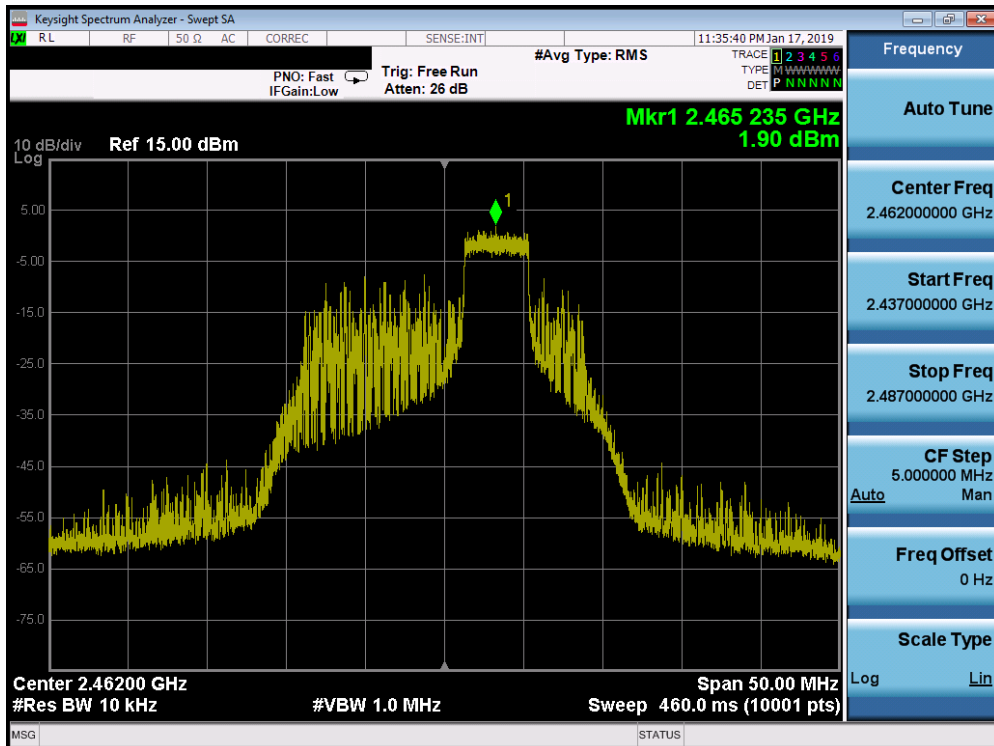 Keysight Spectrum Analyzer - Swept SA
LXI RL RF 50 Ω AC CORREC SENSE:INT 11:35:40 PM Jan 17, 2019
#Avg Type: RMS TRACE 1 2 3 4 5 6
PNO: Fast Trig: Free Run TYPE M W W W W W
IFGain:Low Atten: 26 dB DET P N N N N N
Mkr1 2.465 235 GHz
1.90 dBm
10 dB/div Ref 15.00 dBm
Log
1
5.00
-5.00
-15.0
-25.0
-35.0
-45.0
-55.0
-65.0
-75.0
Center 2.46200 GHz Span 50.00 MHz
#Res BW 10 kHz #VBW 1.0 MHz Sweep 460.0 ms (10001 pts)
MSG STATUS
Frequency
Auto Tune
Center Freq
2.462000000 GHz
Start Freq
2.437000000 GHz
Stop Freq
2.487000000 GHz
CF Step
5.000000 MHz
Auto Man
Freq Offset
0 Hz
Scale Type
Log Lin